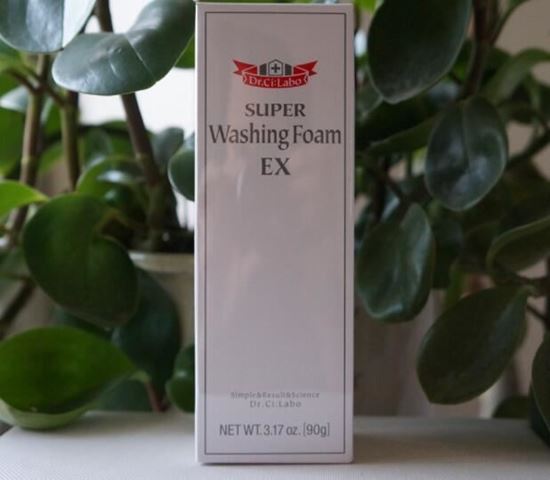 Dr.Ci:Labo
SUPER
Washing Foam
EX
Simple&Result&Science
Dr.Ci:Labo
NET WT. 3.17 oz. [90g]